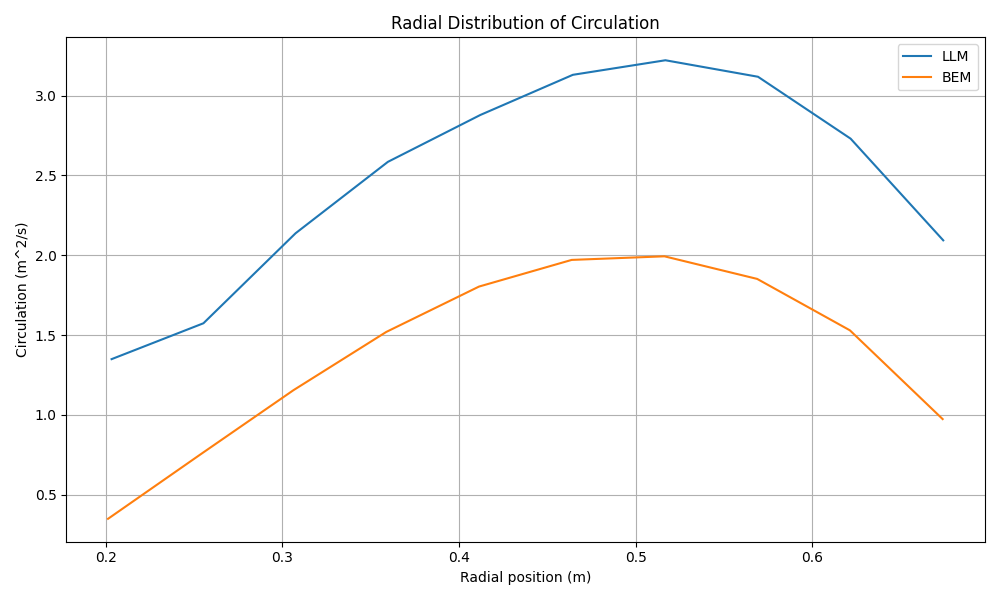 Radial Distribution of Circulation
LLM
BEM
3.0
2.5
2.0
1.5
1.0
0.5
Circulation (m^2/s)
0.2 0.3 0.4 0.5 0.6
Radial position (m)